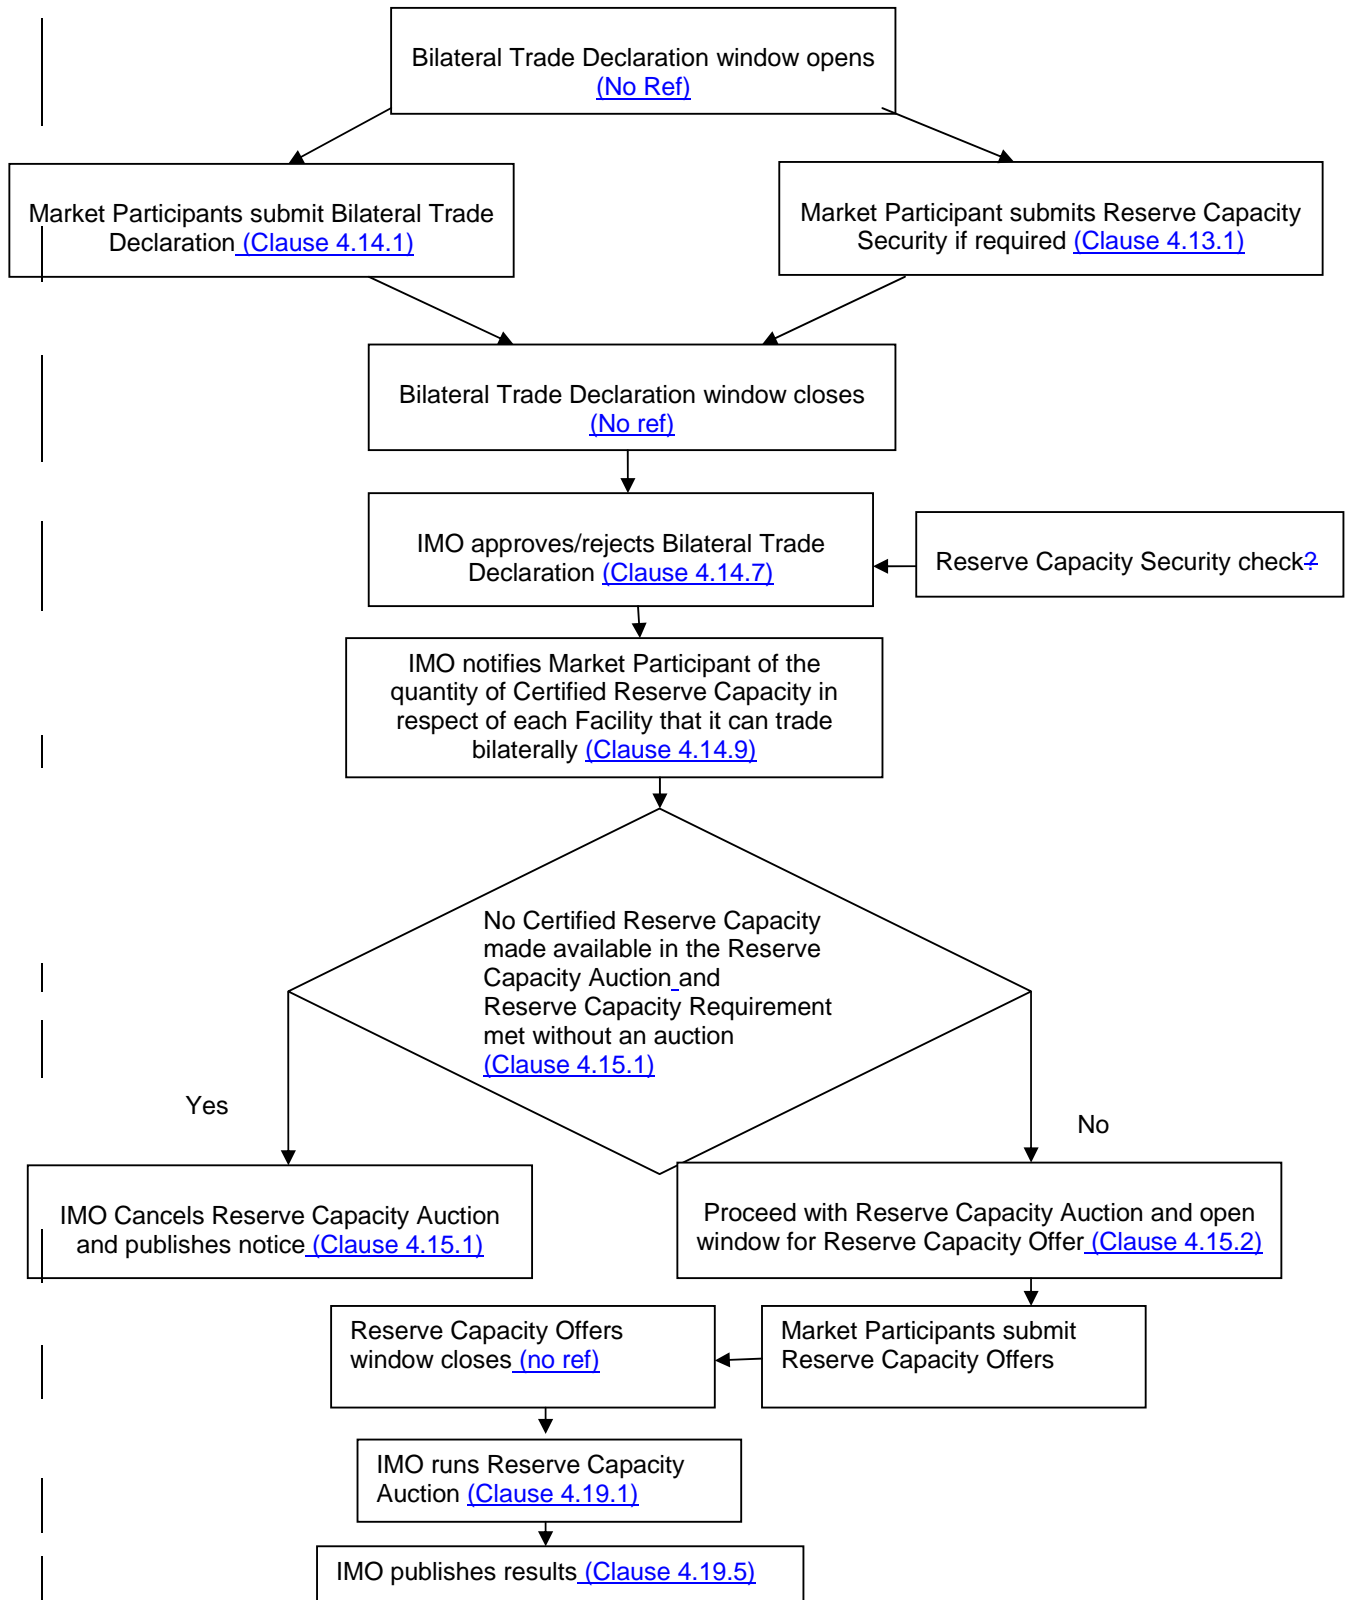 Bilateral Trade Declaration window opens
(No Ref)
Market Participants submit Bilateral Trade
Declaration (Clause 4.14.1)
Market Participant submits Reserve Capacity
Security if required (Clause 4.13.1)
Bilateral Trade Declaration window closes
(No ref)
IMO approves/rejects Bilateral Trade
Declaration (Clause 4.14.7)
Reserve Capacity Security check?
IMO notifies Market Participant of the
quantity of Certified Reserve Capacity in
respect of each Facility that it can trade
bilaterally (Clause 4.14.9)
No Certified Reserve Capacity
made available in the Reserve
Capacity Auction and
Reserve Capacity Requirement
met without an auction
(Clause 4.15.1)
Yes
No
IMO Cancels Reserve Capacity Auction
and publishes notice (Clause 4.15.1)
Proceed with Reserve Capacity Auction and open
window for Reserve Capacity Offer (Clause 4.15.2)
Market Participants submit
Reserve Capacity Offers
Reserve Capacity Offers
window closes (no ref)
IMO runs Reserve Capacity
Auction (Clause 4.19.1)
IMO publishes results (Clause 4.19.5)